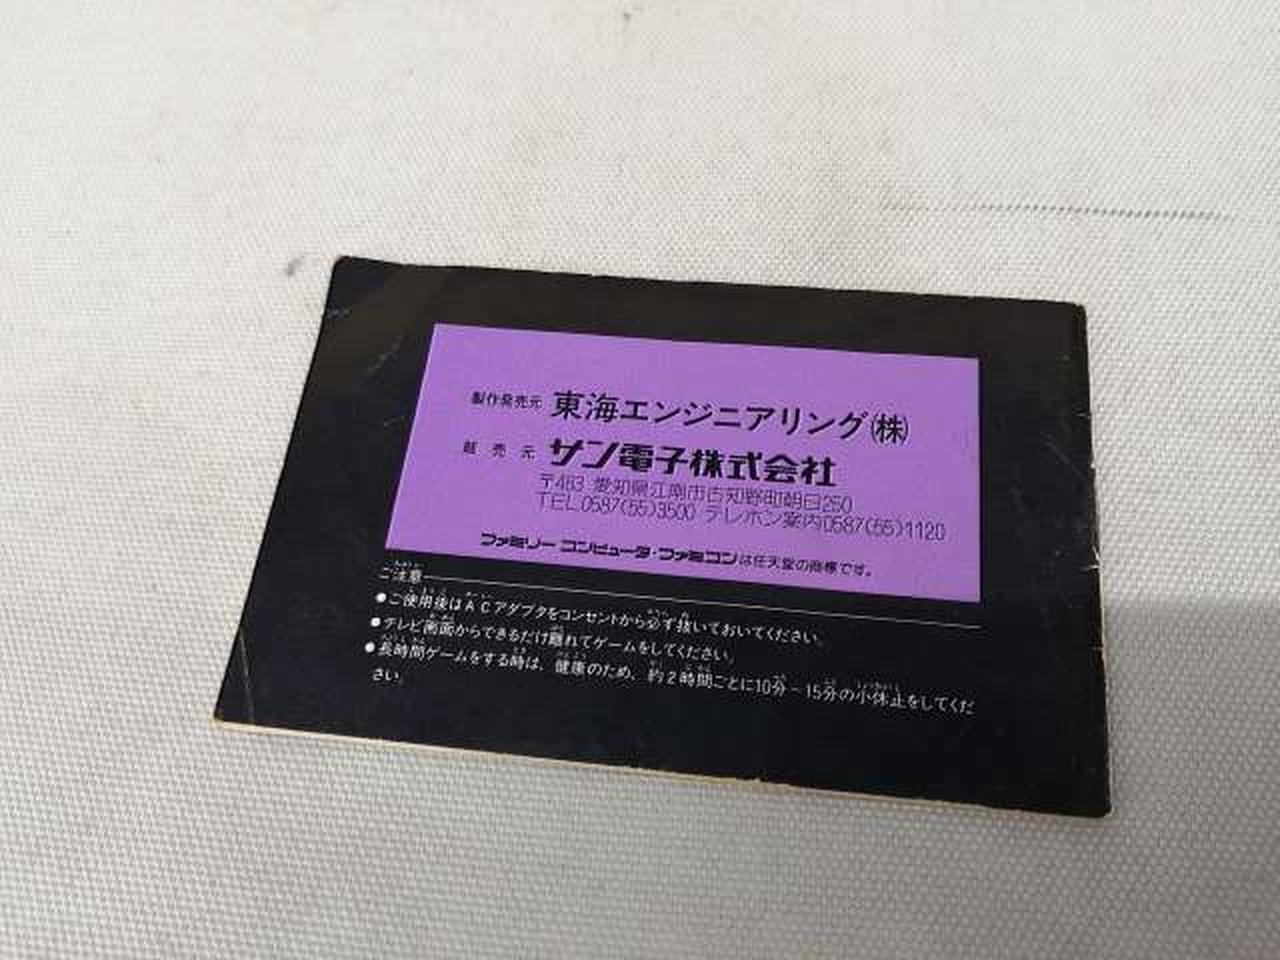 製作発売元 東海エンジニアリング(株)
販売元 サン電子株式会社
〒483 愛知県江南市古知野町朝日250
TEL0587(55)3500 テレホン案内0587(55)1120
ファミリーコンピュータ・ファミコンは任天堂の商標です。
ご注意
●ご使用後はACアダプタをコンセントから必ず抜いておいてください。
●テレビ画面からできるだけ離れてゲームをしてください。
●長時間ゲームをする時は、健康のため、約2時間ごとに10分-15分の小休止をしてくだ
さい。